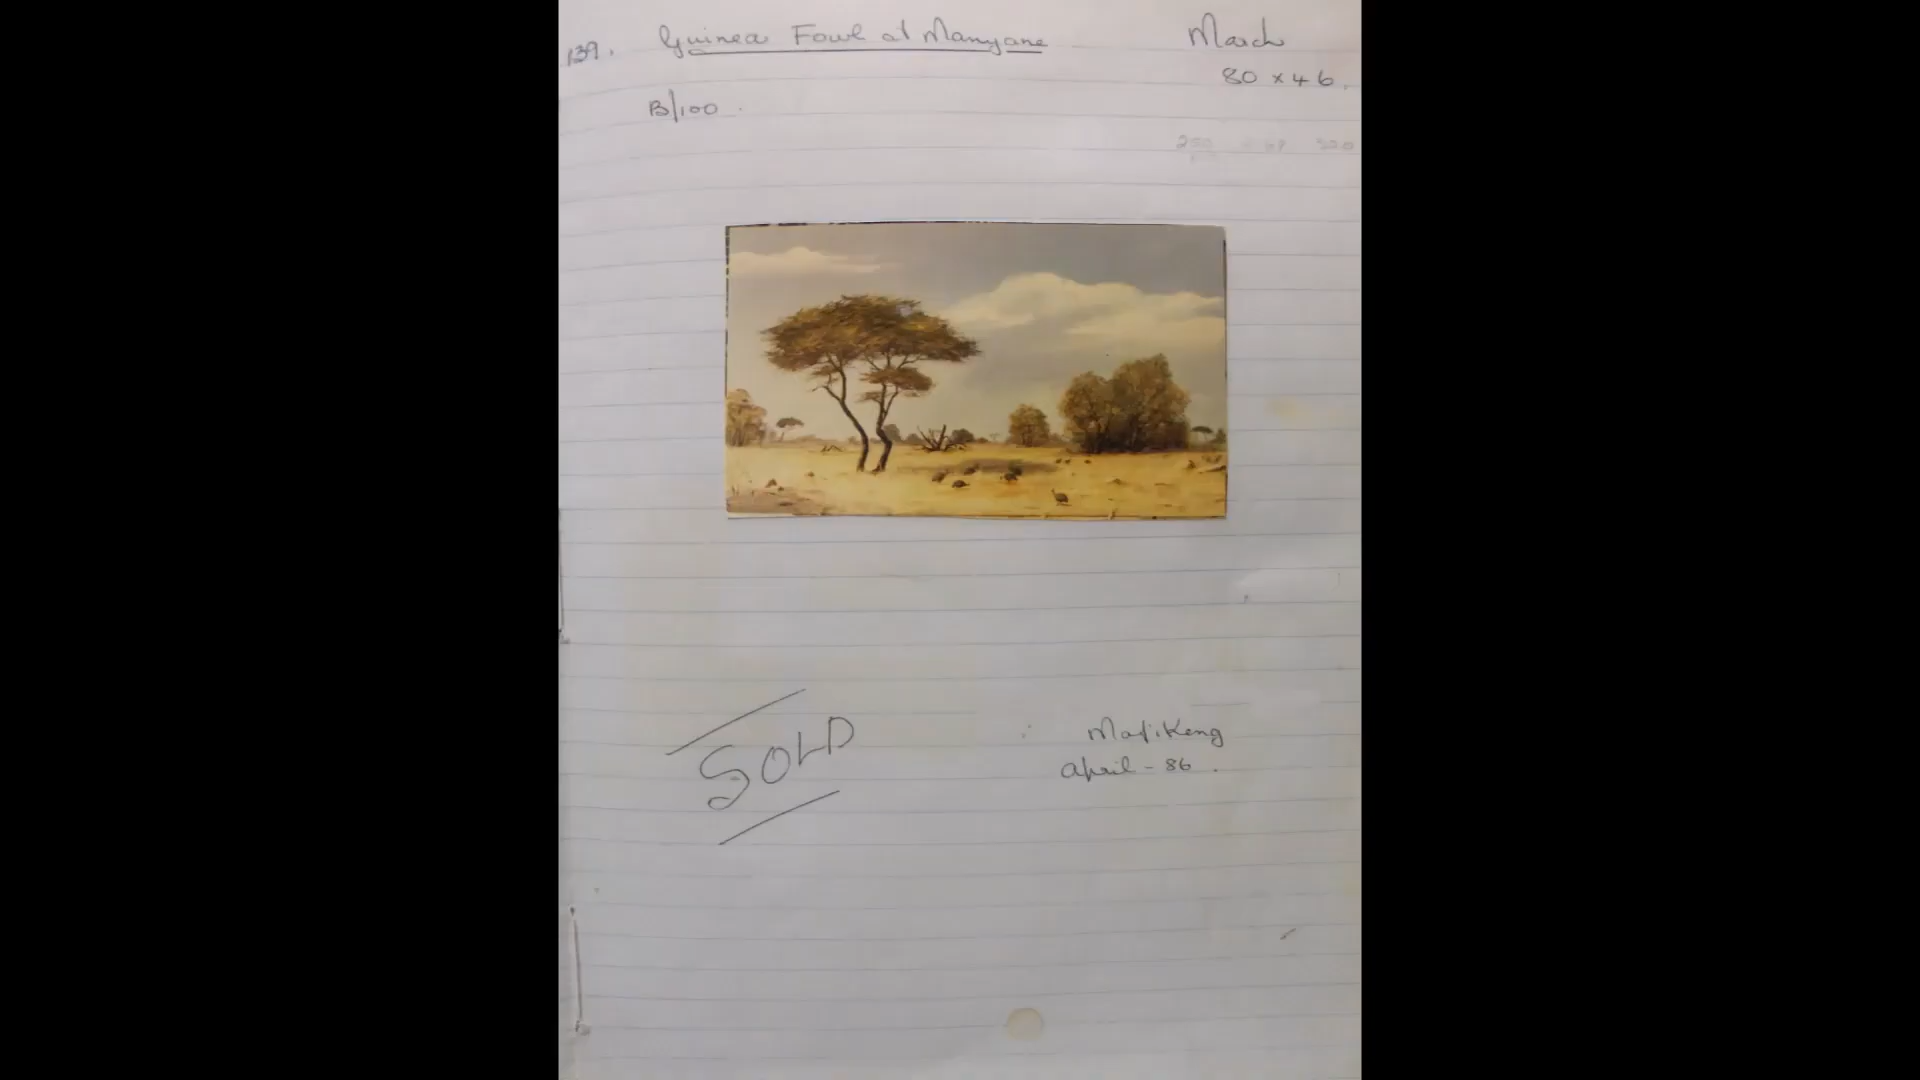 139. Guinea Fowl at Manyane March
80 x 46.
B/100.
SOLD
Mafikeng
April - 86.